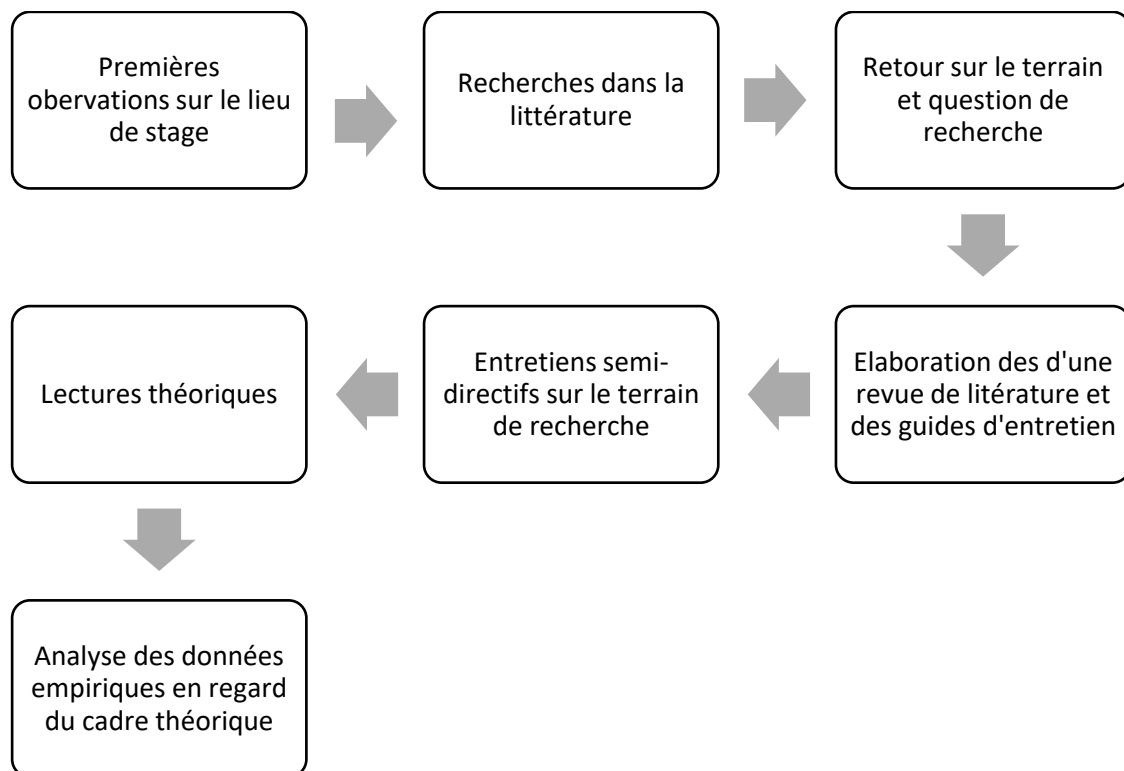 Premières
obervations sur le lieu
de stage
Recherches dans la
littérature
Retour sur le terrain
et question de
recherche
Elaboration des d'une
revue de litérature et
des guides d'entretien
Entretiens semi-
directifs sur le terrain
de recherche
Lectures théoriques
Analyse des données
empiriques en regard
du cadre théorique